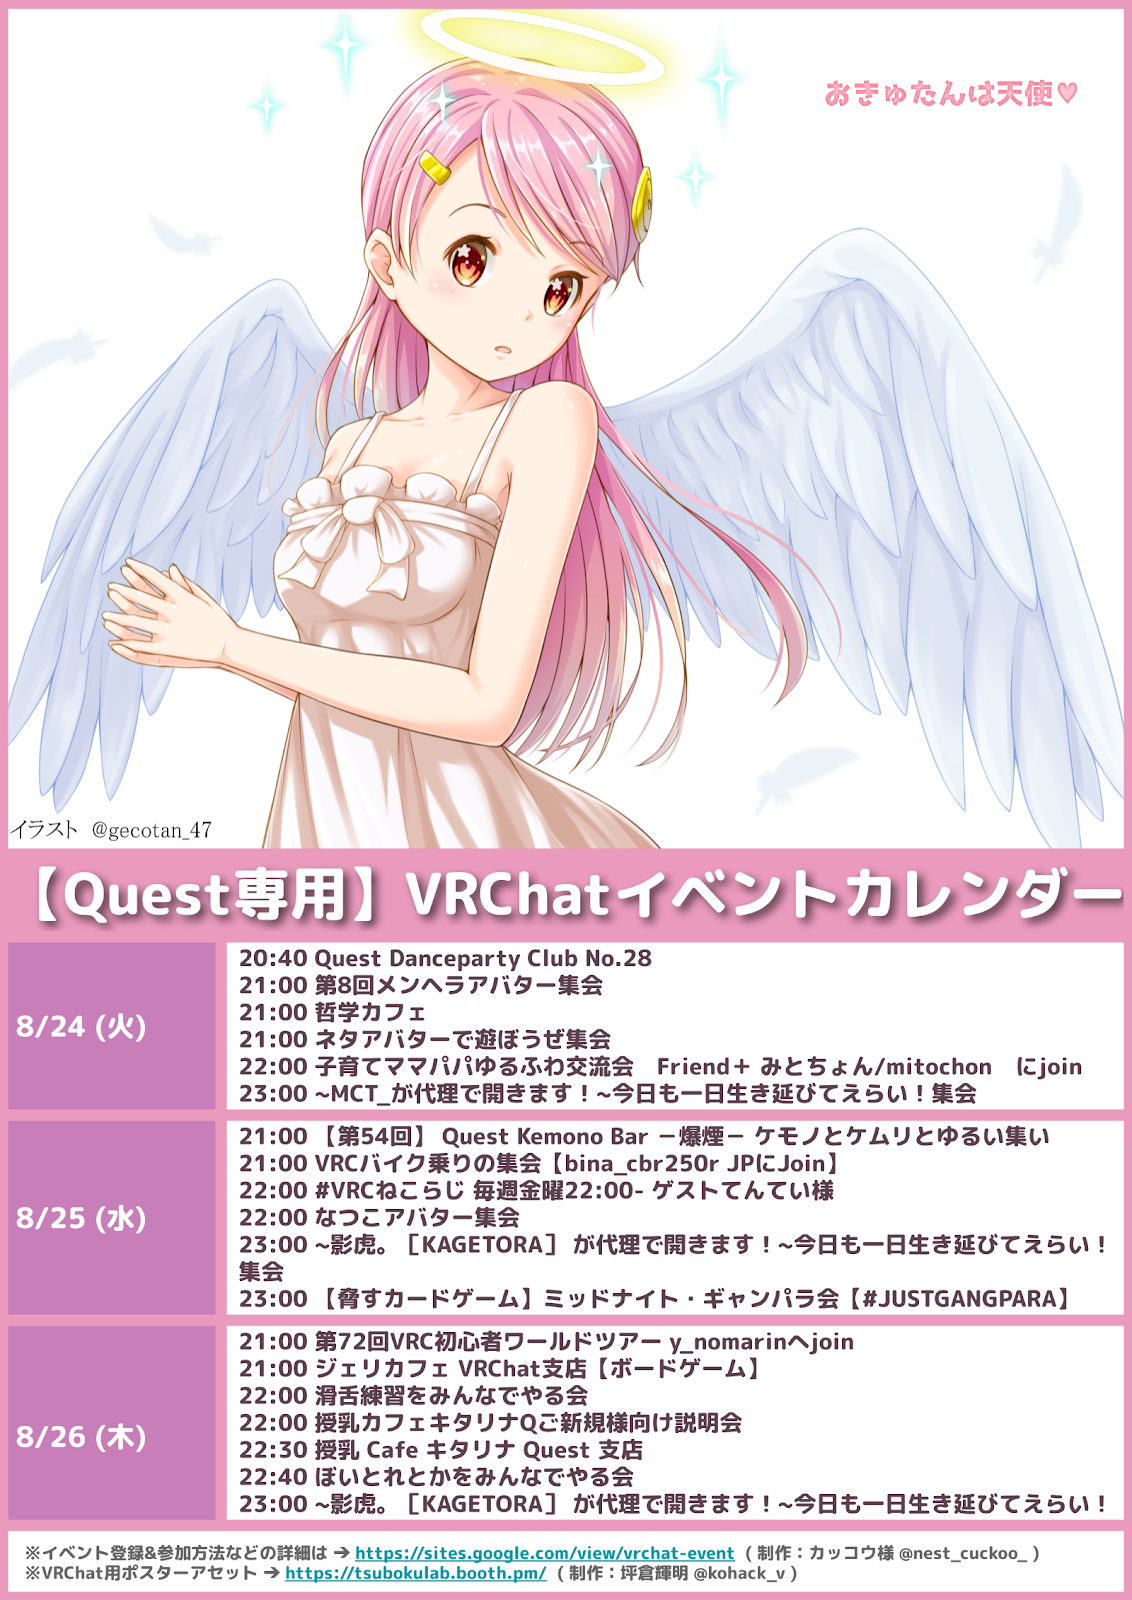 おきゅたんは天使♥
イラスト @gecotan_47
【Quest専用】VRChatイベントカレンダー
8/24 (火)
20:40 Quest Danceparty Club No.28
21:00 第8回メンヘラアバター集会
21:00 哲学カフェ
21:00 ネタアバターで遊ぼうぜ集会
22:00 子育てママパパゆるふわ交流会　Friend＋ みとちょん/mitochon　にjoin
23:00 ~MCT_が代理で開きます！~今日も一日生き延びてえらい！集会
8/25 (水)
21:00 【第54回】 Quest Kemono Bar －爆煙－ ケモノとケムリとゆるい集い
21:00 VRCバイク乗りの集会【bina_cbr250r JPにJoin】
22:00 #VRCねこらじ 毎週金曜22:00- ゲストてんてい様
22:00 なつこアバター集会
23:00 ~影虎。［KAGETORA］ が代理で開きます！~今日も一日生き延びてえらい！
集会
23:00 【脅すカードゲーム】ミッドナイト・ギャンパラ会【#JUSTGANGPARA】
8/26 (木)
21:00 第72回VRC初心者ワールドツアー y_nomarinへjoin
21:00 ジェリカフェ VRChat支店【ボードゲーム】
22:00 滑舌練習をみんなでやる会
22:00 授乳カフェキタリナQご新規様向け説明会
22:30 授乳 Cafe キタリナ Quest 支店
22:40 ぼいとれとかをみんなでやる会
23:00 ~影虎。［KAGETORA］ が代理で開きます！~今日も一日生き延びてえらい！
※イベント登録&参加方法などの詳細は ➔ https://sites.google.com/view/vrchat-event ( 制作：カッコウ様 @nest_cuckoo_ )
※VRChat用ポスターアセット ➔ https://tsubokulab.booth.pm/ ( 制作：坪倉輝明 @kohack_v )